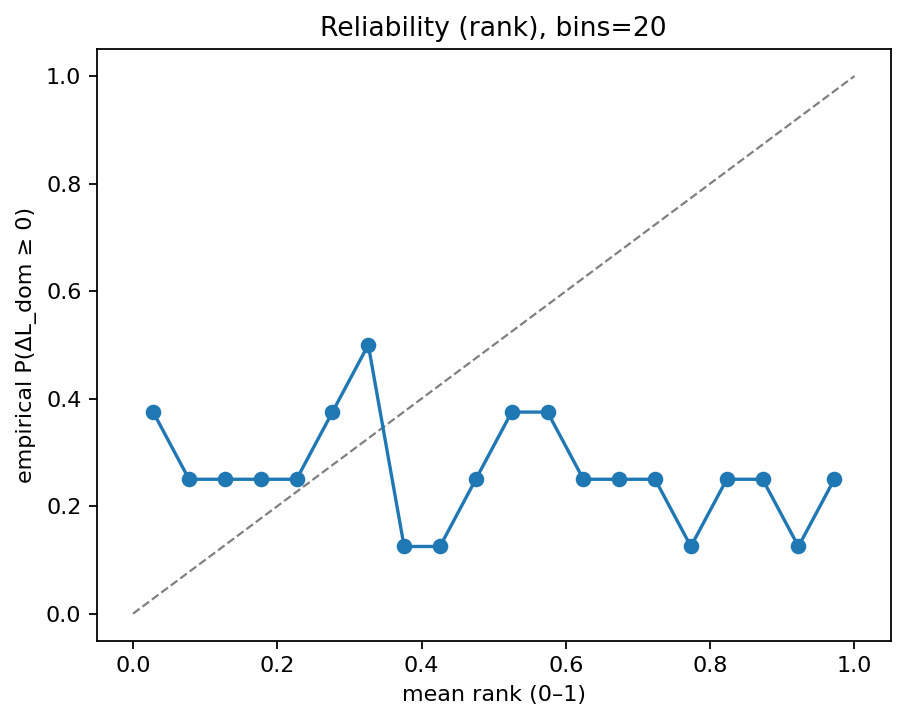 Reliability (rank), bins=20
empirical P(ΔL_dom ≥ 0)
1.0
0.8
0.6
0.4
0.2
0.0
0.0 0.2 0.4 0.6 0.8 1.0
mean rank (0–1)